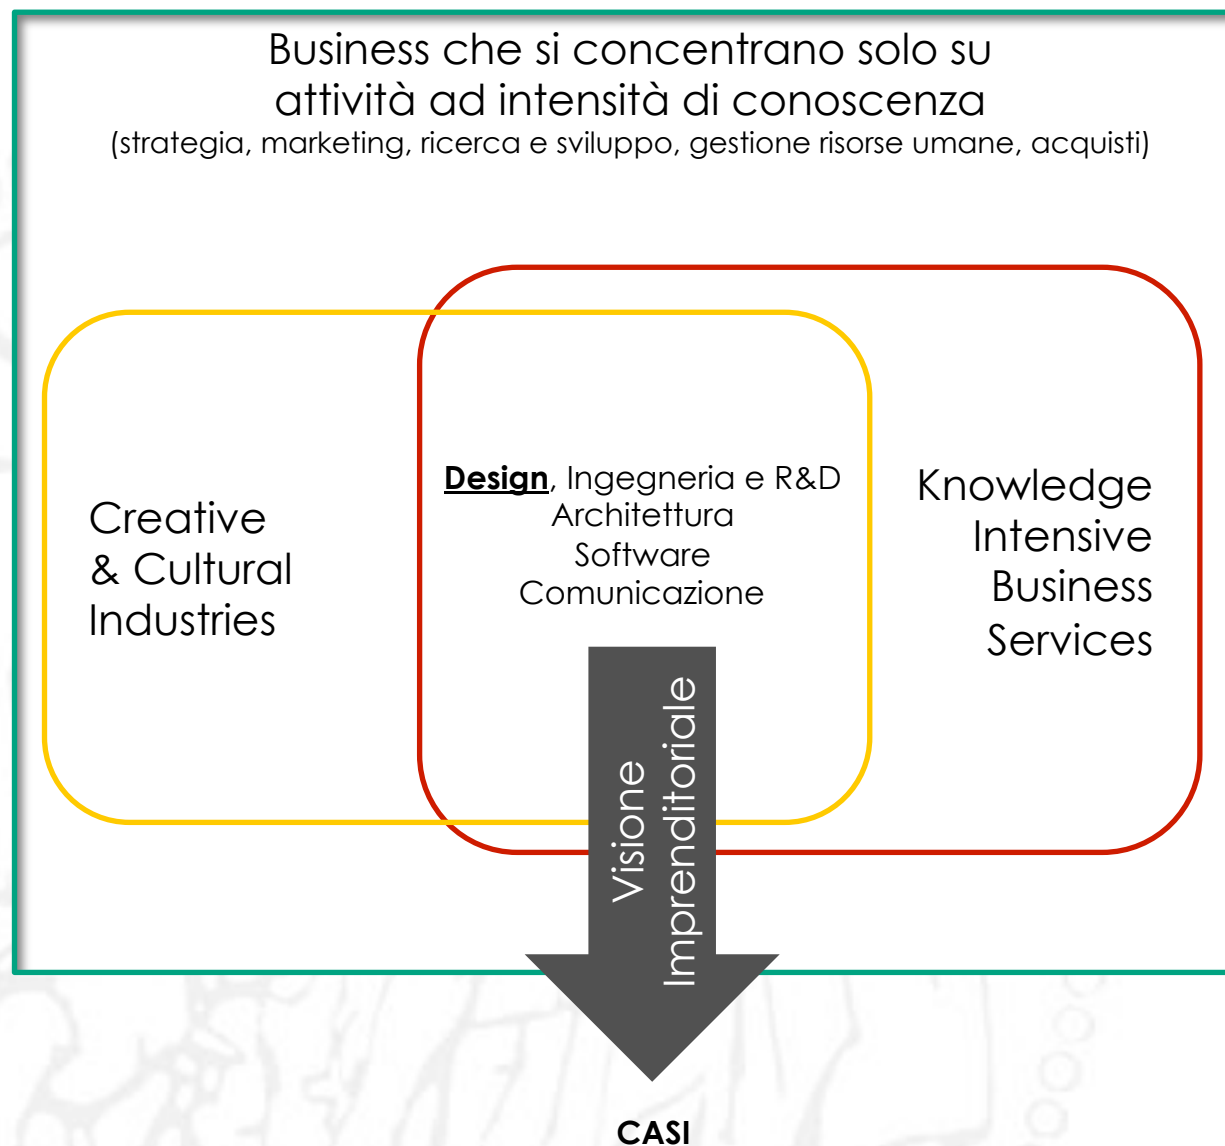 Business che si concentrano solo su
attività ad intensità di conoscenza
(strategia, marketing, ricerca e sviluppo, gestione risorse umane, acquisti)
Creative
& Cultural
Industries
Design, Ingegneria e R&D
Architettura
Software
Comunicazione
Knowledge
Intensive
Business
Services
Visione
Imprenditoriale
CASI